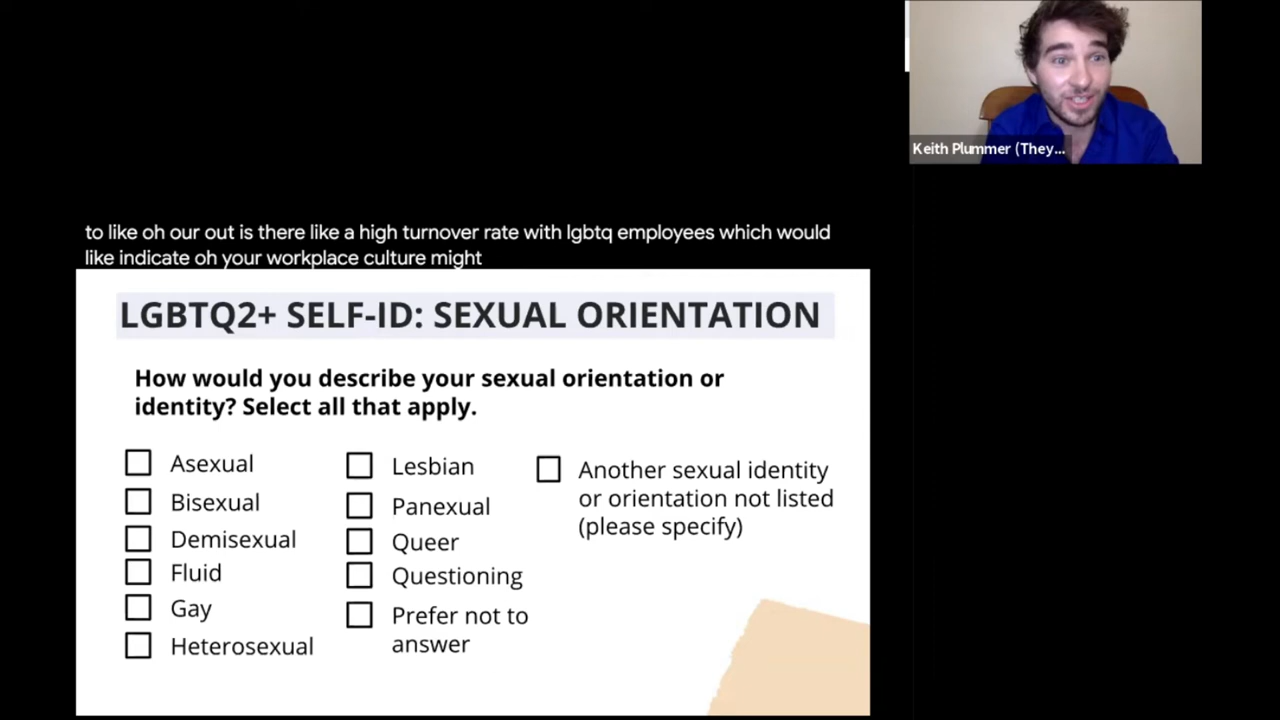 Keith Plummer (They...
to like oh our out is there like a high turnover rate with lgbtq employees which would
like indicate oh your workplace culture might
LGBTQ2+ SELF-ID: SEXUAL ORIENTATION
How would you describe your sexual orientation or
identity? Select all that apply.
Asexual
Bisexual
Demisexual
Fluid
Gay
Heterosexual
Lesbian
Panexual
Queer
Questioning
Prefer not to
answer
Another sexual identity
or orientation not listed
(please specify)